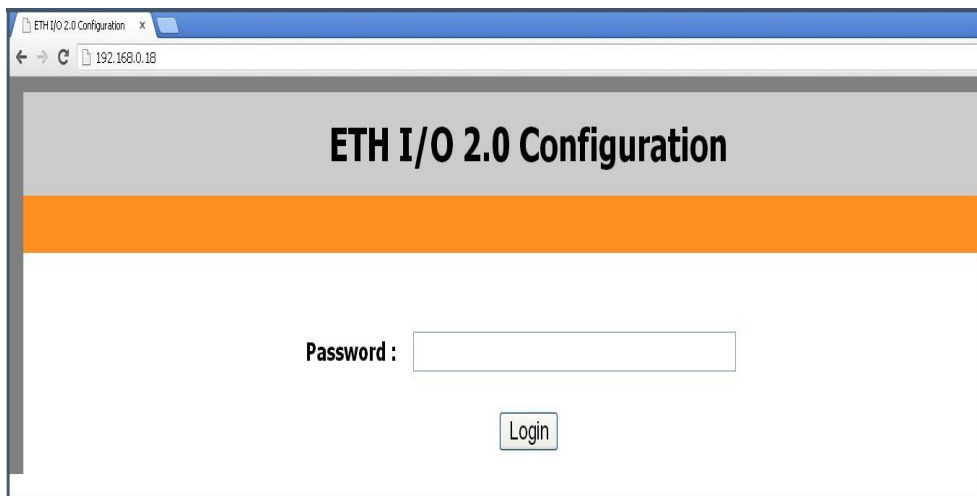 ETH I/O 2.0 Configuration
192.168.0.18
ETH I/O 2.0 Configuration
Password :
Login